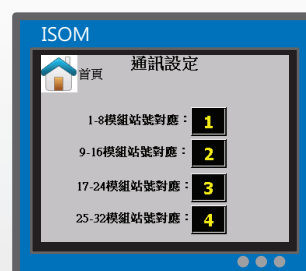 ISOM
通訊設定
首頁
1-8模組站號對應： 1
9-16模組站號對應： 2
17-24模組站號對應： 3
25-32模組站號對應： 4